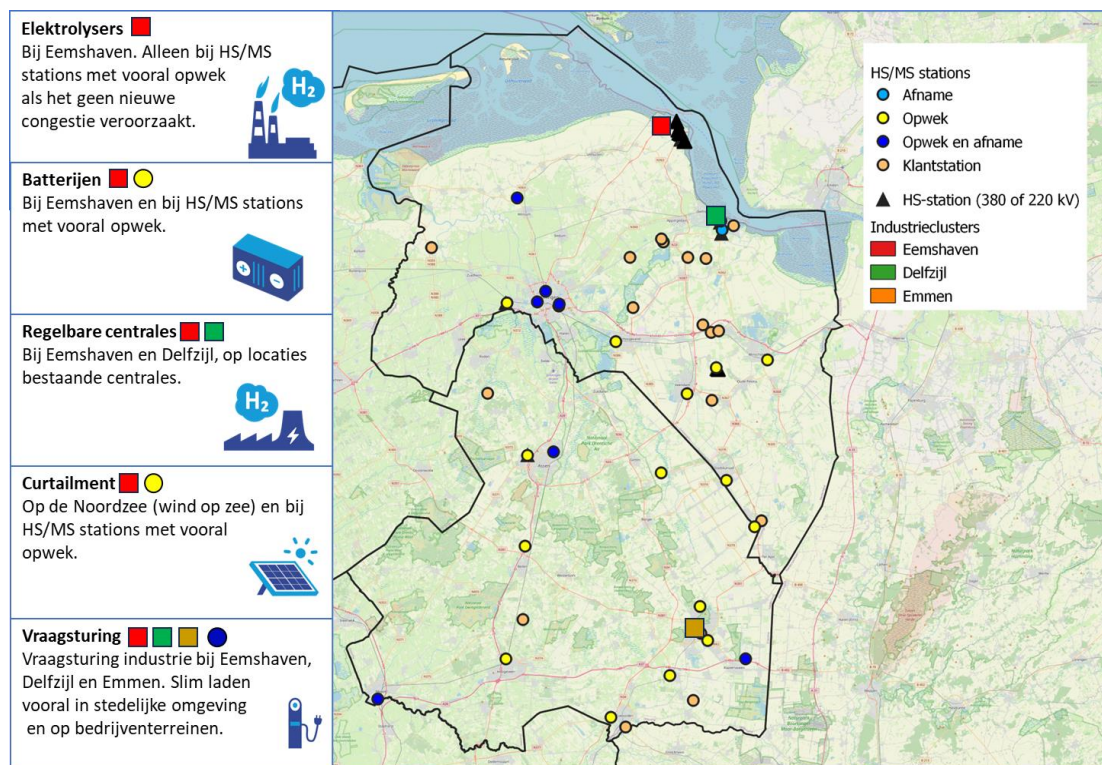 Elektrolysers
Bij Eemshaven. Alleen bij HS/MS
stations met vooral opwek
als het geen nieuwe
congestie veroorzaakt.
H₂
Batterijen
Bij Eemshaven en bij HS/MS stations
met vooral opwek.
Regelbare centrales
Bij Eemshaven en Delfzijl, op locaties
bestaande centrales.
H₂
Curtailment
Op de Noordzee (wind op zee) en bij
HS/MS stations met vooral
opwek.
Vraagsturing
Vraagsturing industrie bij Eemshaven,
Delfzijl en Emmen. Slim laden
vooral in stedelijke omgeving
en op bedrijventerreinen.
HS/MS stations
Afname
Opwek
Opwek en afname
Klantstation
HS-station (380 of 220 kV)
Industrieclusters
Eemshaven
Delfzijl
Emmen